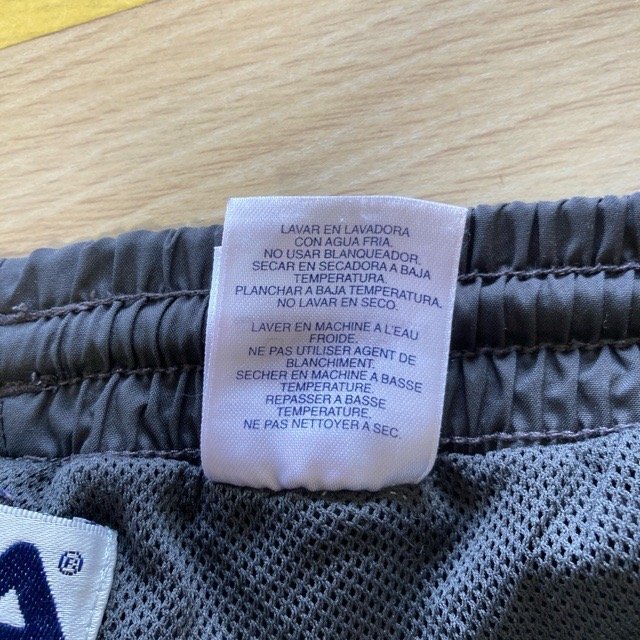 LAVAR EN LAVADORA
CON AGUA FRIA.
NO USAR BLANQUEADOR.
SECAR EN SECADORA A BAJA
TEMPERATURA.
PLANCHAR A BAJA TEMPERATURA.
NO LAVAR EN SECO.
LAVER EN MACHINE A L'EAU
FROIDE.
NE PAS UTILISER AGENT DE
BLANCHIMENT.
SECHER EN MACHINE A BASSE
TEMPERATURE.
REPASSER A BASSE
TEMPERATURE.
NE PAS NETTOYER A SEC.
A®